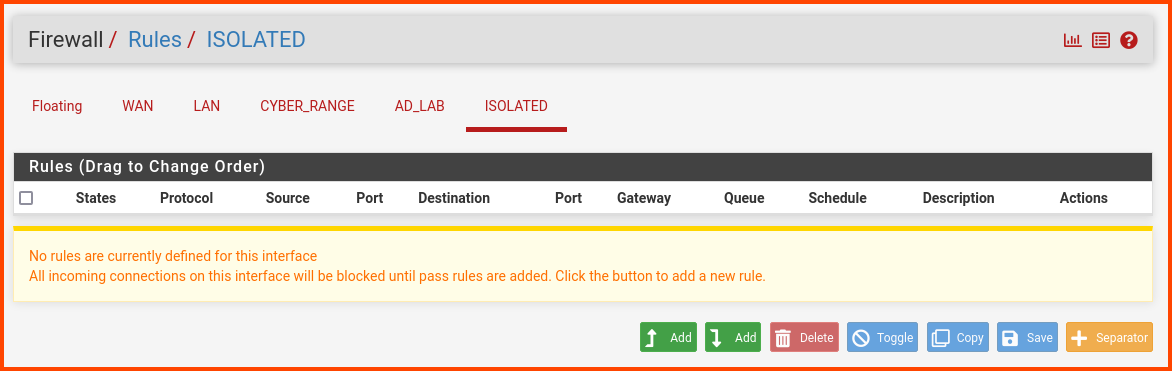 Firewall / Rules / ISOLATED
Floating WAN LAN CYBER_RANGE AD_LAB ISOLATED
Rules (Drag to Change Order)
States Protocol Source Port Destination Port Gateway Queue Schedule Description Actions
No rules are currently defined for this interface
All incoming connections on this interface will be blocked until pass rules are added. Click the button to add a new rule.
Add Add Delete Toggle Copy Save Separator